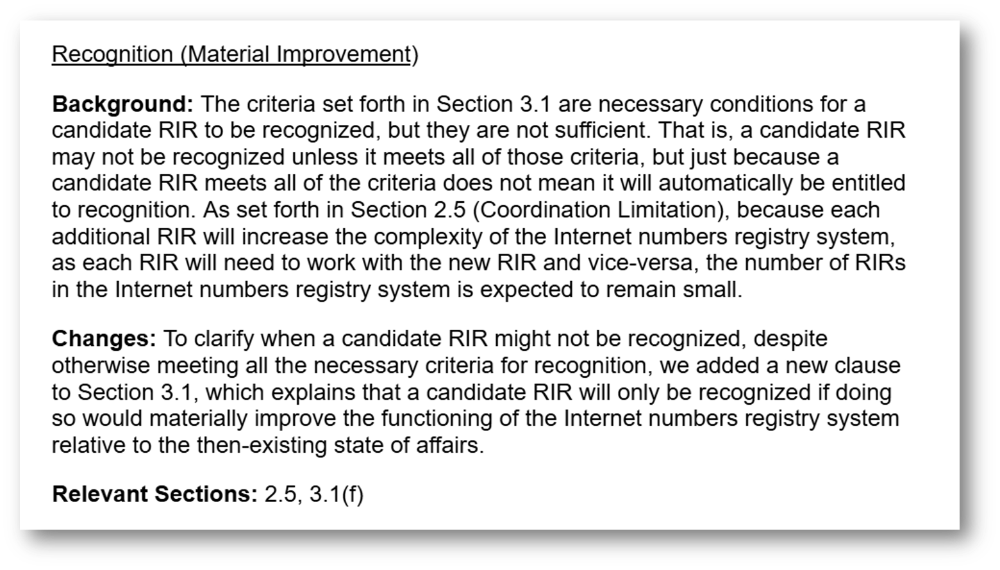 Recognition (Material Improvement)
Background: The criteria set forth in Section 3.1 are necessary conditions for a
candidate RIR to be recognized, but they are not sufficient. That is, a candidate RIR
may not be recognized unless it meets all of those criteria, but just because a
candidate RIR meets all of the criteria does not mean it will automatically be entitled
to recognition. As set forth in Section 2.5 (Coordination Limitation), because each
additional RIR will increase the complexity of the Internet numbers registry system,
as each RIR will need to work with the new RIR and vice-versa, the number of RIRs
in the Internet numbers registry system is expected to remain small.
Changes: To clarify when a candidate RIR might not be recognized, despite
otherwise meeting all the necessary criteria for recognition, we added a new clause
to Section 3.1, which explains that a candidate RIR will only be recognized if doing
so would materially improve the functioning of the Internet numbers registry system
relative to the then-existing state of affairs.
Relevant Sections: 2.5, 3.1(f)